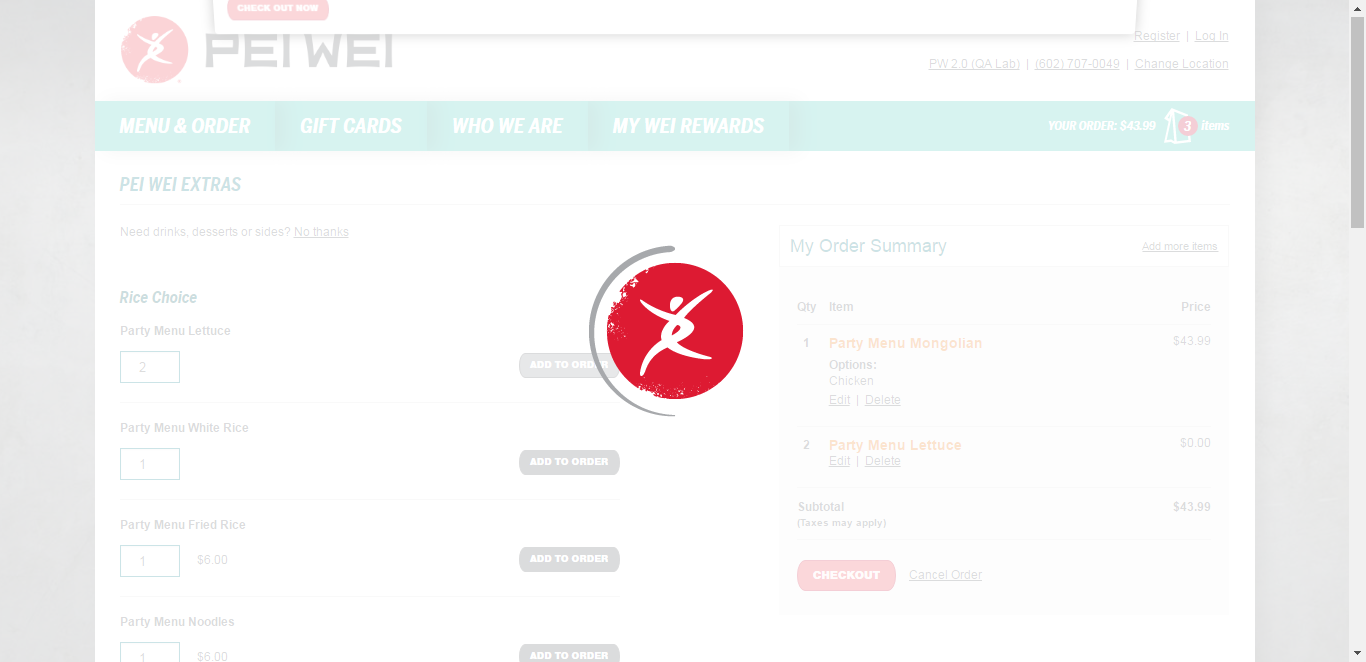 CHECK OUT NOW
PEI WEI
Register | Log In
PW 2.0 (QA Lab) | (602) 707-0049 | Change Location
MENU & ORDER GIFT CARDS WHO WE ARE MY WEI REWARDS YOUR ORDER: $43.99 3 items
PEI WEI EXTRAS
Need drinks, desserts or sides? No thanks
My Order Summary Add more items
Rice Choice
Qty Item Price
Party Menu Lettuce
1 Party Menu Mongolian $43.99
2 ADD TO ORDER
Options:
Chicken
Edit | Delete
Party Menu White Rice
2 Party Menu Lettuce $0.00
1 ADD TO ORDER
Edit | Delete
Subtotal $43.99
(Taxes may apply)
Party Menu Fried Rice
1 $6.00 ADD TO ORDER
CHECKOUT Cancel Order
Party Menu Noodles
1 $6.00 ADD TO ORDER